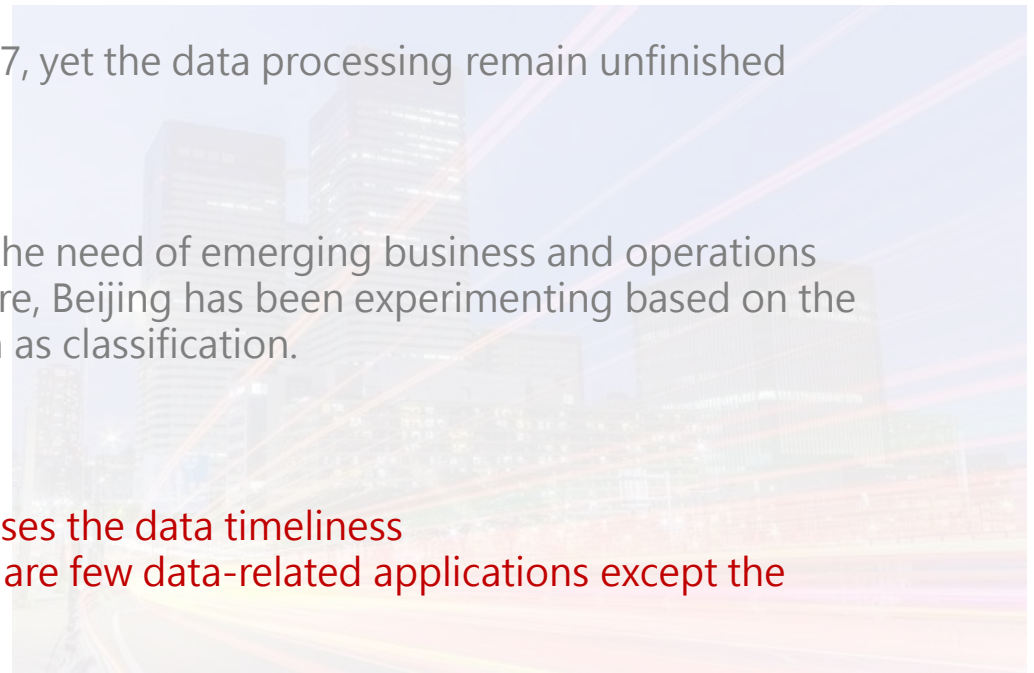 7, yet the data processing remain unfinished
he need of emerging business and operations
re, Beijing has been experimenting based on the
as classification.
ses the data timeliness
are few data-related applications except the